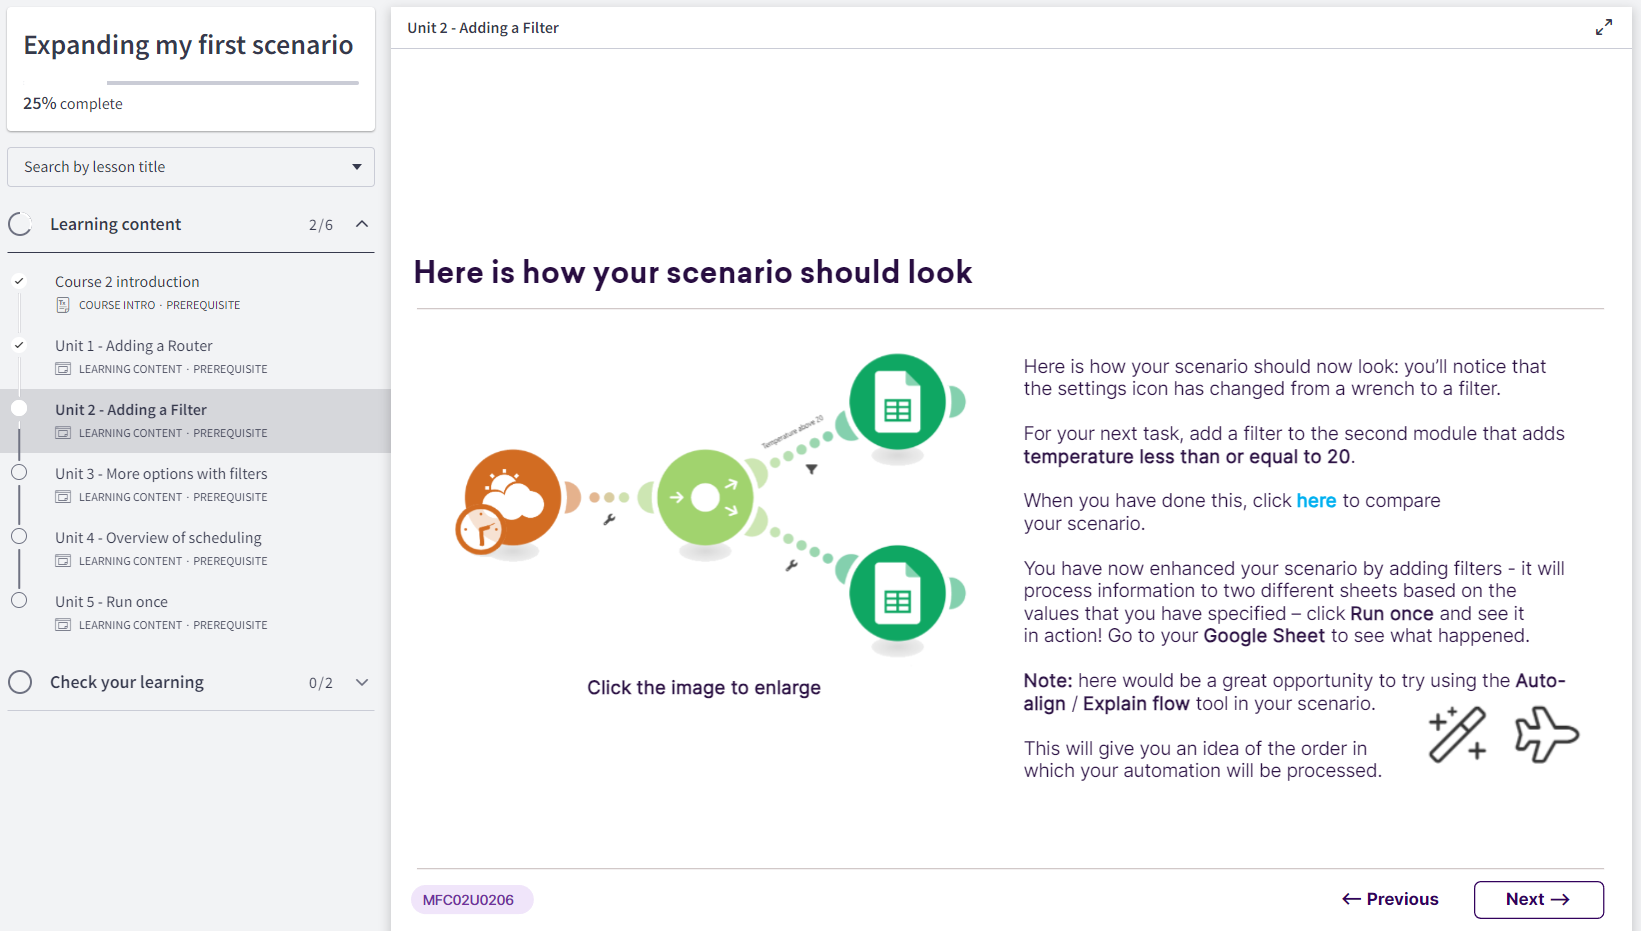 Expanding my first scenario
25% complete
Search by lesson title
Learning content 2/6
Course 2 introduction
COURSE INTRO · PREREQUISITE
Unit 1 - Adding a Router
LEARNING CONTENT · PREREQUISITE
Unit 2 - Adding a Filter
LEARNING CONTENT · PREREQUISITE
Unit 3 - More options with filters
LEARNING CONTENT · PREREQUISITE
Unit 4 - Overview of scheduling
LEARNING CONTENT · PREREQUISITE
Unit 5 - Run once
LEARNING CONTENT · PREREQUISITE
Check your learning 0/2
Unit 2 - Adding a Filter
Here is how your scenario should look
Temperature above 20
Click the image to enlarge
Here is how your scenario should now look: you’ll notice that
the settings icon has changed from a wrench to a filter.
For your next task, add a filter to the second module that adds
temperature less than or equal to 20.
When you have done this, click here to compare
your scenario.
You have now enhanced your scenario by adding filters - it will
process information to two different sheets based on the
values that you have specified – click Run once and see it
in action! Go to your Google Sheet to see what happened.
Note: here would be a great opportunity to try using the Auto-
align / Explain flow tool in your scenario.
This will give you an idea of the order in
which your automation will be processed.
MFC02U0206
← Previous
Next →